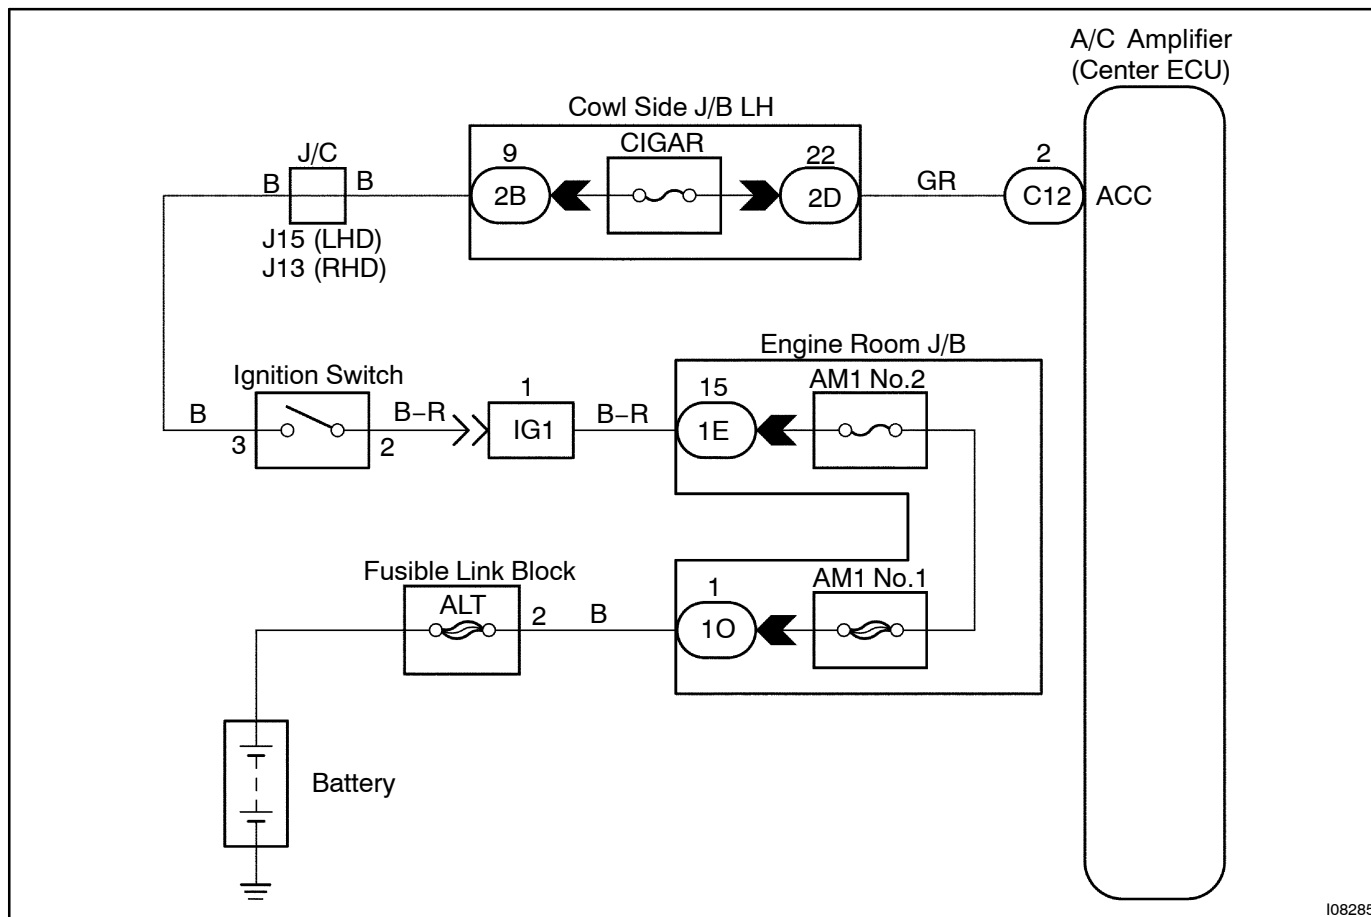 A/C Amplifier
(Center ECU)
Cowl Side J/B LH
J/C
9
CIGAR
22
2
B
B
2B
2D
GR
C12
ACC
J15 (LHD)
J13 (RHD)
Engine Room J/B
Ignition Switch
1
15
AM1 No.2
B
3
2
B–R
IG1
B–R
1E
Fusible Link Block
1
AM1 No.1
ALT
2
B
1O
Battery
I08285